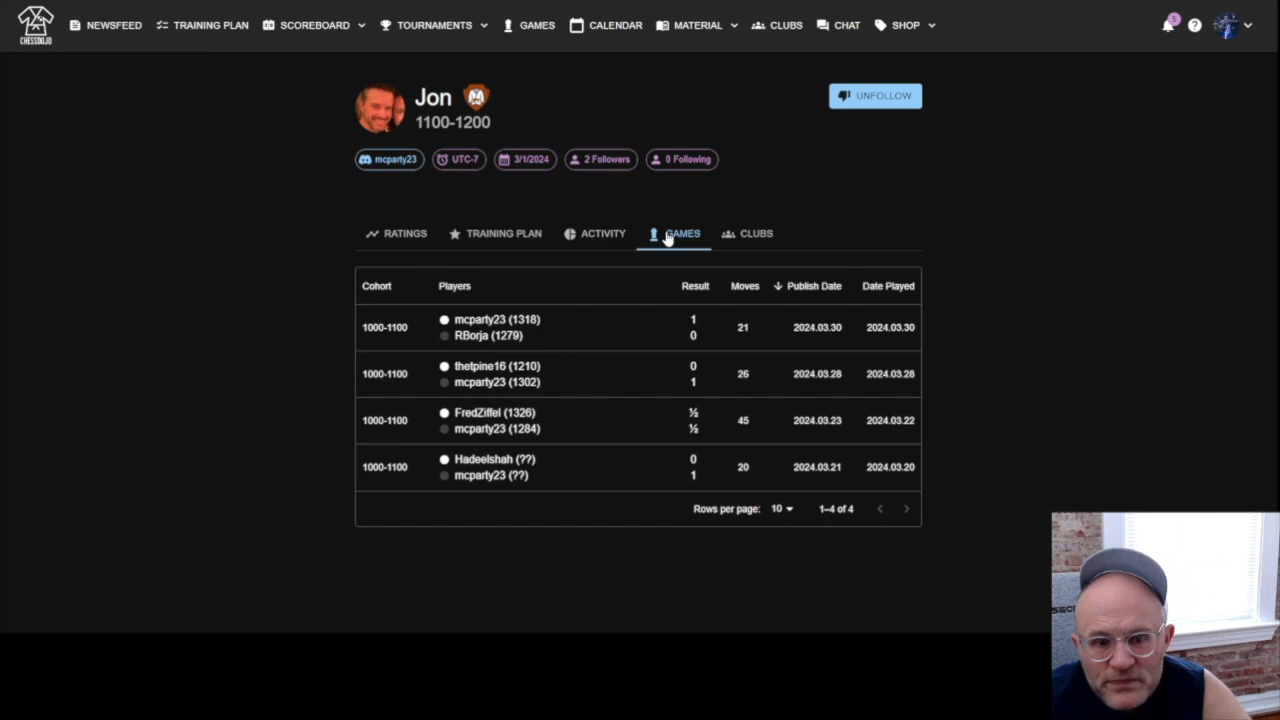 CHESSDOJO
NEWSFEED TRAINING PLAN SCOREBOARD TOURNAMENTS GAMES CALENDAR MATERIAL CLUBS CHAT SHOP 5
Jon
1100-1200
UNFOLLOW
mcparty23 UTC-7 3/1/2024 2 Followers 0 Following
RATINGS TRAINING PLAN ACTIVITY GAMES CLUBS
Cohort Players Result Moves Publish Date Date Played
1000-1100 mcparty23 (1318) 1 21 2024.03.30 2024.03.30
RBorja (1279) 0
1000-1100 thetpine16 (1210) 0 26 2024.03.28 2024.03.28
mcparty23 (1302) 1
1000-1100 FredZiffel (1326) ½ 45 2024.03.23 2024.03.22
mcparty23 (1284) ½
1000-1100 Hadeelshah (??) 0 20 2024.03.21 2024.03.20
mcparty23 (??) 1
Rows per page: 10 1–4 of 4